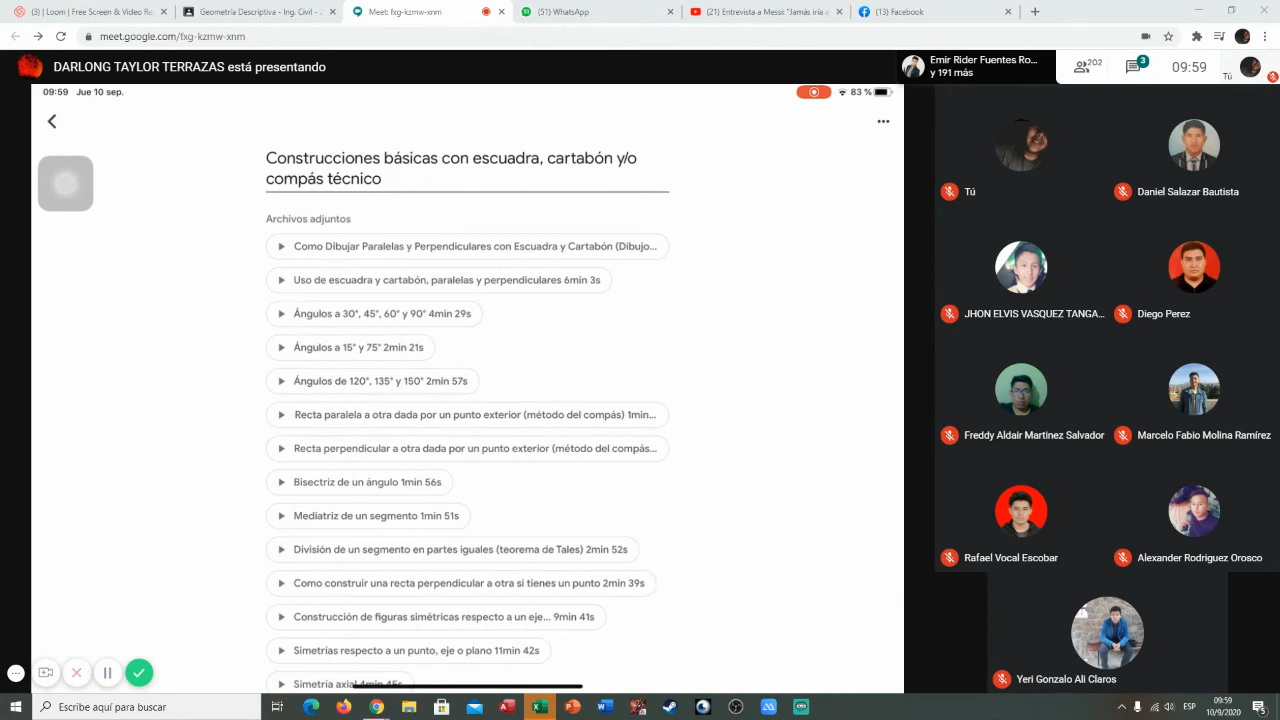 (21) Screen Recorder
Geometría Descriptiva - Civil -
Meet: fxg-kzmv-xnm
(51) WhatsApp
(21) Entrevista a Messi: "Jamás iría a
(13) Facebook
meet.google.com/fxg-kzmv-xnm
DARLONG TAYLOR TERRAZAS está presentando
Emir Rider Fuentes Ro...
y 191 más
202
3
09:59
Tú
09:59 Jue 10 sep.
83 %
Construcciones básicas con escuadra, cartabón y/o
compás técnico
Archivos adjuntos
Como Dibujar Paralelas y Perpendiculares con Escuadra y Cartabón (Dibujo...
Uso de escuadra y cartabón, paralelas y perpendiculares 6min 3s
Ángulos a 30°, 45°, 60° y 90° 4min 29s
Ángulos a 15° y 75° 2min 21s
Ángulos de 120°, 135° y 150° 2min 57s
Recta paralela a otra dada por un punto exterior (método del compás) 1min...
Recta perpendicular a otra dada por un punto exterior (método del compás...
Bisectriz de un ángulo 1min 56s
Mediatriz de un segmento 1min 51s
División de un segmento en partes iguales (teorema de Tales) 2min 52s
Como construir una recta perpendicular a otra si tienes un punto 2min 39s
Construcción de figuras simétricas respecto a un eje... 9min 41s
Simetrías respecto a un punto, eje o plano 11min 42s
Simetría axial 4min 45s
Tú
Daniel Salazar Bautista
JHON ELVIS VASQUEZ TANGA...
Diego Perez
Freddy Aldair Martinez Salvador
Marcelo Fabio Molina Ramírez
Rafael Vocal Escobar
Alexander Rodriguez Orosco
Yeri Gonzalo Ali Claros
Escribe aquí para buscar
09:59
10/9/2020